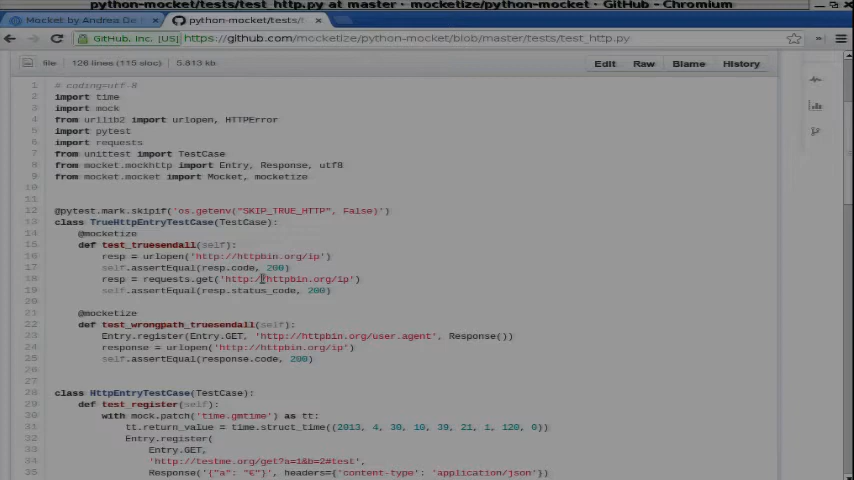 python-mocket/tests/test_http.py at master · mocketize/python-mocket · GitHub - Chromium
Mocket by Andrea De
python-mocket/tests/t
GitHub, Inc. [US] https://github.com/mocketize/python-mocket/blob/master/tests/test_http.py
file 126 lines (115 sloc) 5.813 kb Edit Raw Blame History
1 # coding=utf-8
2 import time
3 import mock
4 from urllib2 import urlopen, HTTPError
5 import pytest
6 import requests
7 from unittest import TestCase
8 from mocket.mockhttp import Entry, Response, utf8
9 from mocket.mocket import Mocket, mocketize
10
11
12 @pytest.mark.skipif('os.getenv("SKIP_TRUE_HTTP", False)')
13 class TrueHttpEntryTestCase(TestCase):
14 @mocketize
15 def test_truesendall(self):
16 resp = urlopen('http://httpbin.org/ip')
17 self.assertEqual(resp.code, 200)
18 resp = requests.get('http://httpbin.org/ip')
19 self.assertEqual(resp.status_code, 200)
20
21 @mocketize
22 def test_wrongpath_truesendall(self):
23 Entry.register(Entry.GET, 'http://httpbin.org/user.agent', Response())
24 response = urlopen('http://httpbin.org/ip')
25 self.assertEqual(response.code, 200)
26
27
28 class HttpEntryTestCase(TestCase):
29 def test_register(self):
30 with mock.patch('time.gmtime') as tt:
31 tt.return_value = time.struct_time((2013, 4, 30, 10, 39, 21, 1, 120, 0))
32 Entry.register(
33 Entry.GET,
34 'http://testme.org/get?a=1&b=2#test',
35 Response('{"a": "€"}', headers={'content-type': 'application/json'})